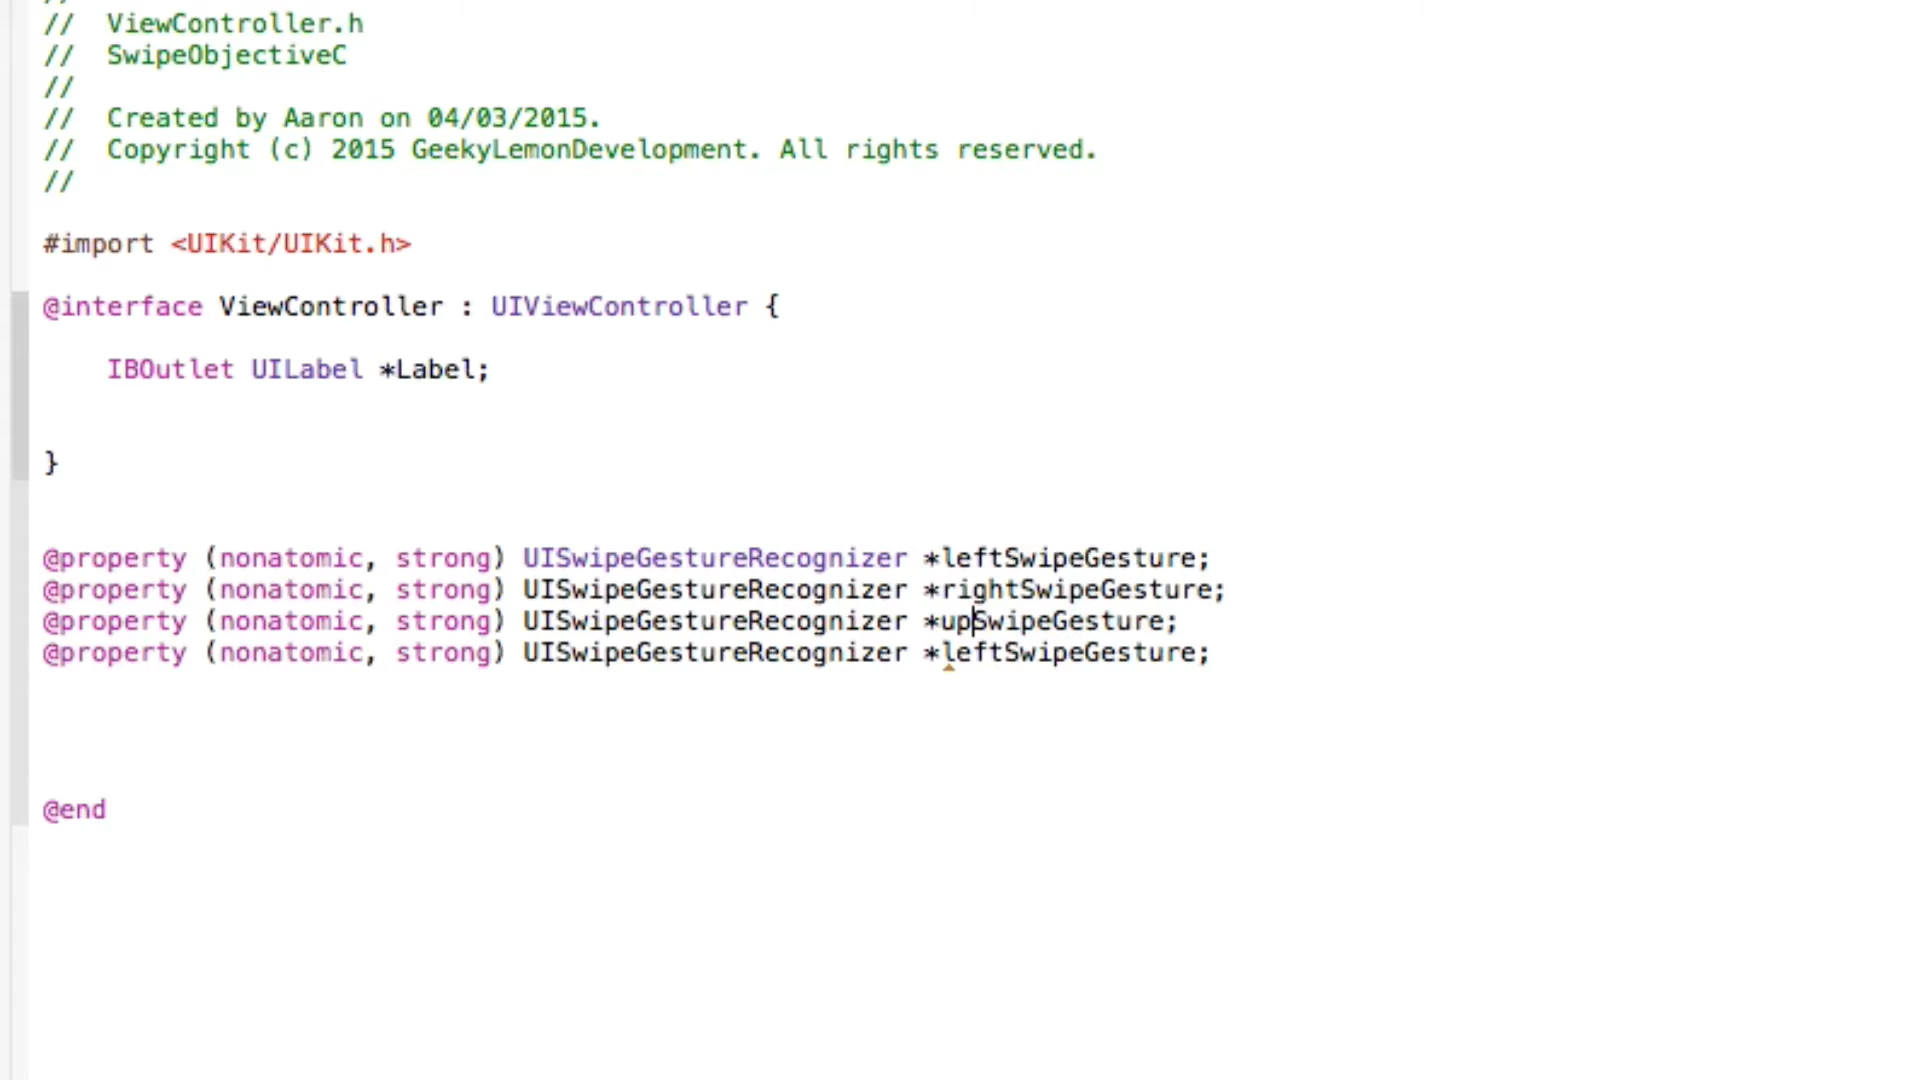 //
//  ViewController.h
//  SwipeObjectiveC
//
//  Created by Aaron on 04/03/2015.
//  Copyright (c) 2015 GeekyLemonDevelopment. All rights reserved.
//
#import <UIKit/UIKit.h>
@interface ViewController : UIViewController {
    IBOutlet UILabel *Label;
}
@property (nonatomic, strong) UISwipeGestureRecognizer *leftSwipeGesture;
@property (nonatomic, strong) UISwipeGestureRecognizer *rightSwipeGesture;
@property (nonatomic, strong) UISwipeGestureRecognizer *upSwipeGesture;
@property (nonatomic, strong) UISwipeGestureRecognizer *leftSwipeGesture;
@end